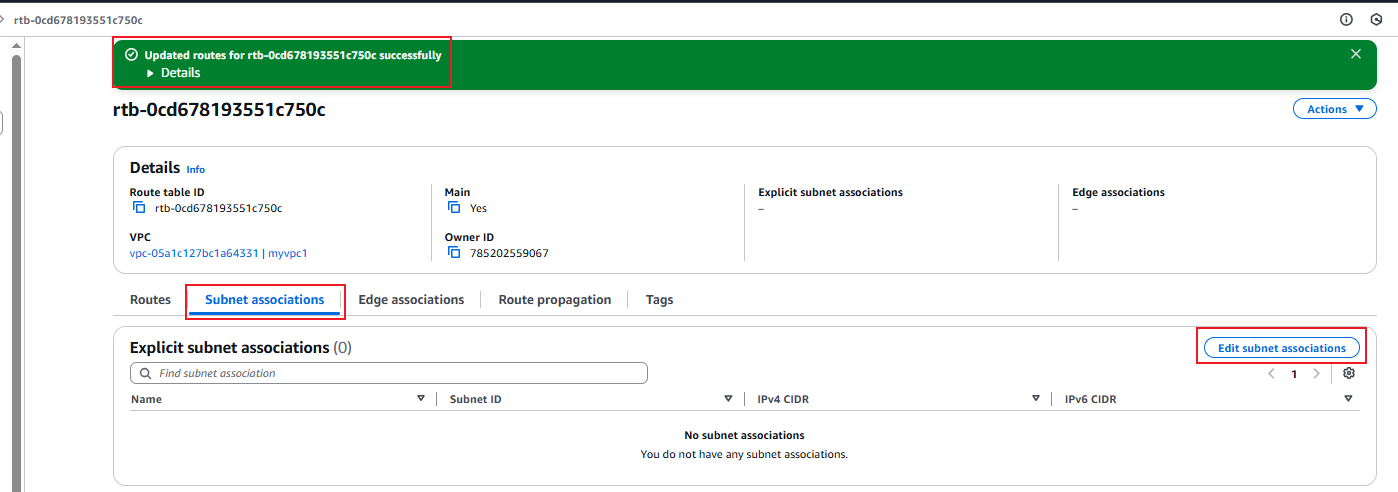 rtb-0cd678193551c750c
Updated routes for rtb-0cd678193551c750c successfully
Details
rtb-0cd678193551c750c
Actions
Details Info
Route table ID
rtb-0cd678193551c750c
Main
Yes
Explicit subnet associations
–
Edge associations
–
VPC
vpc-05a1c127bc1a64331 | myvpc1
Owner ID
785202559067
Routes Subnet associations Edge associations Route propagation Tags
Explicit subnet associations (0)
Edit subnet associations
Find subnet association
1
Name Subnet ID IPv4 CIDR IPv6 CIDR
No subnet associations
You do not have any subnet associations.